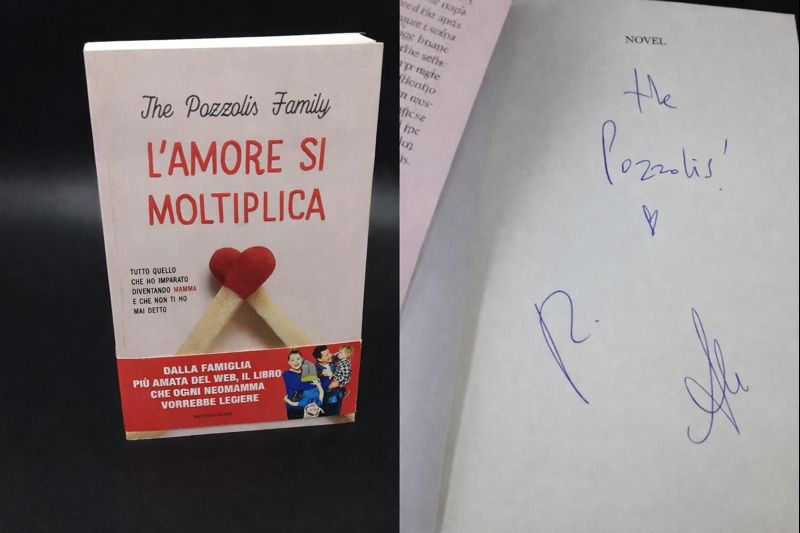 The Pozzolis Family
L'AMORE SI
MOLTIPLICA
TUTTO QUELLO
CHE HO IMPARATO
DIVENTANDO MAMMA
E CHE NON TI HO
MAI DETTO
DALLA FAMIGLIA
PIÙ AMATA DEL WEB, IL LIBRO
CHE OGNI NEOMAMMA
VORREBBE LEGIERE
MONDADORI
NOVEL
the
Pozzolis!